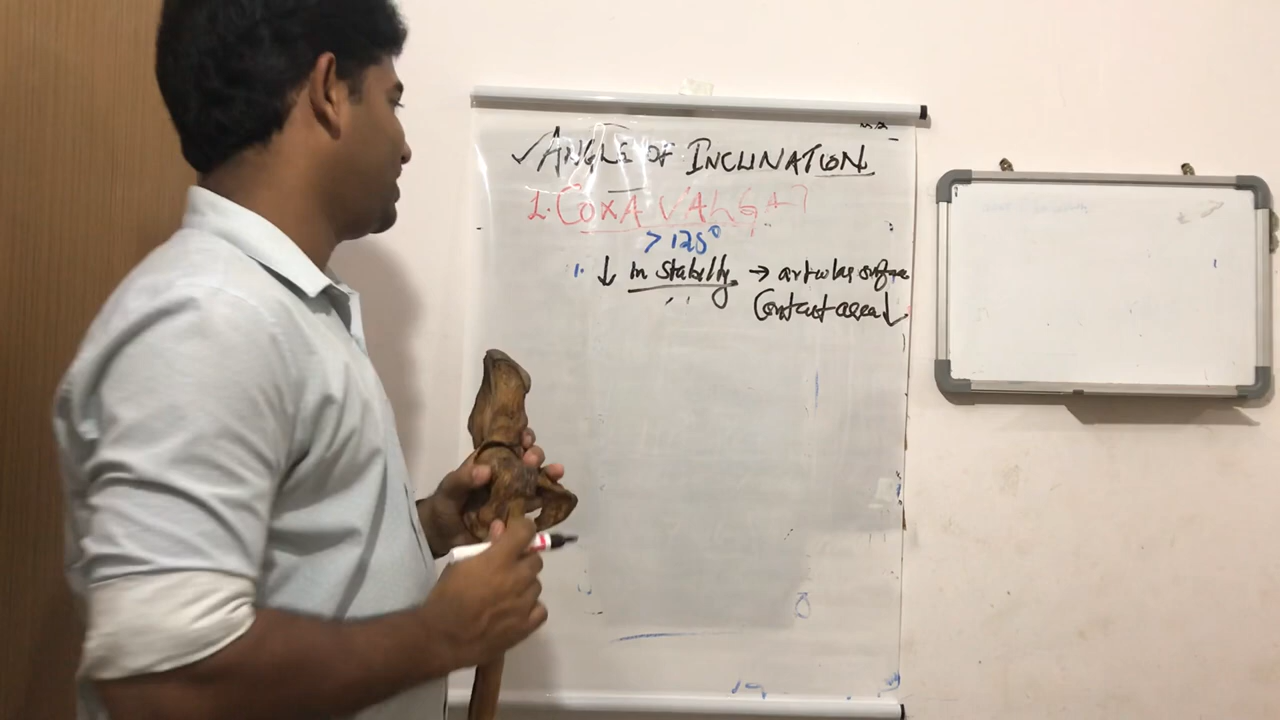 ✓ANGLE OF INCLINATION
1. COXA VALGA
> 125°
1. ↓ in stability → articular surface
Contact area ↓